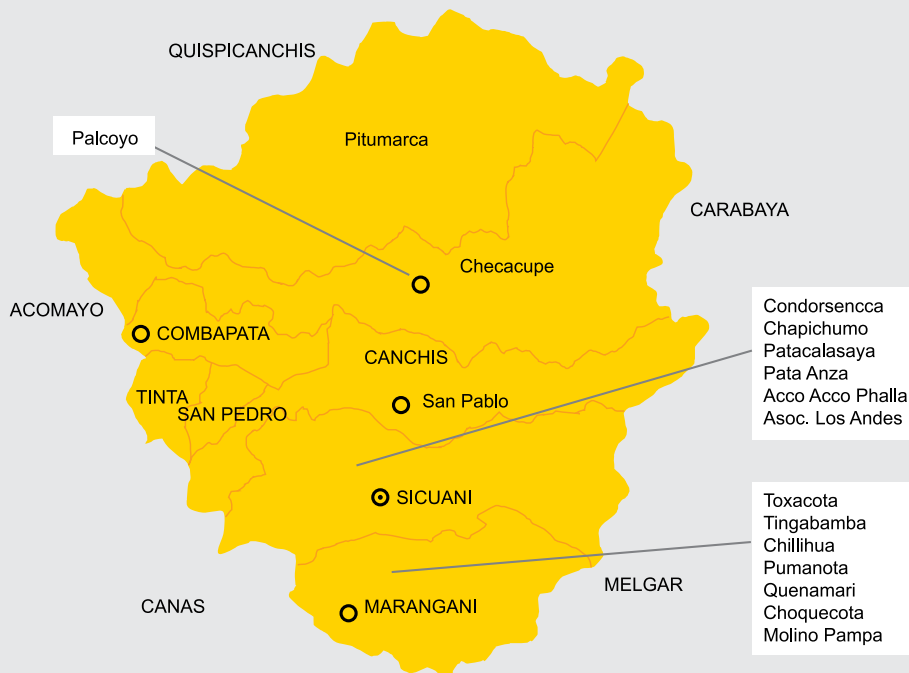 QUISPICANCHIS
Palcoyo
Pitumarca
CARABAYA
Checacupe
ACOMAYO
COMBAPATA
CANCHIS
TINTA
SAN PEDRO
San Pablo
Condorsencca
Chapichumo
Patacalasaya
Pata Anza
Acco Acco Phalla
Asoc. Los Andes
SICUANI
Toxacota
Tingabamba
Chillihua
Pumanota
Quenamari
Choquecota
Molino Pampa
MELGAR
CANAS
MARANGANI